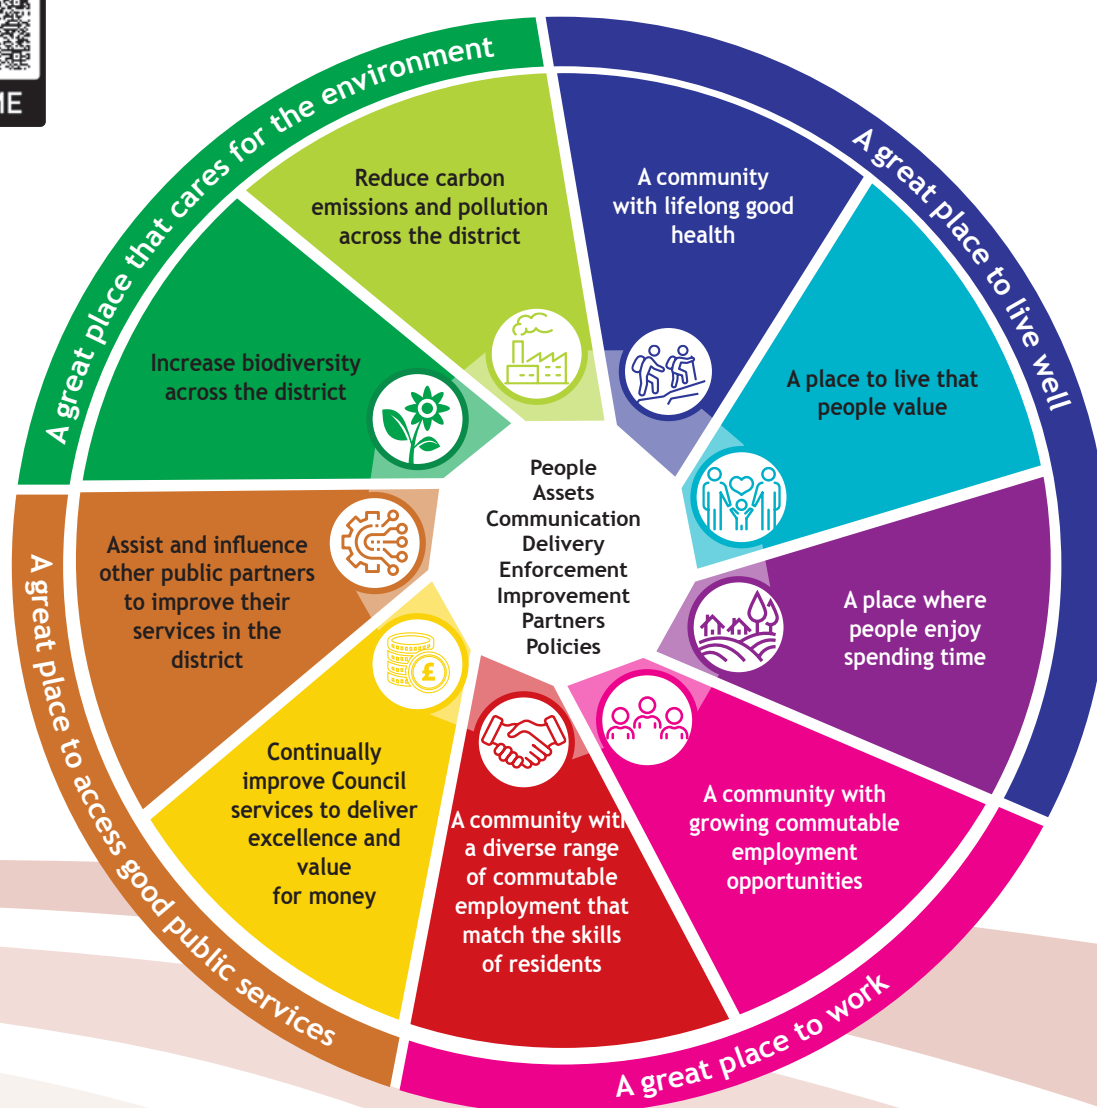 ME
A great place that cares for the environment
Reduce carbon
emissions and pollution
across the district
Increase biodiversity
across the district
A great place to live well
A community
with lifelong good
health
A place to live that
people value
A place where
people enjoy
spending time
A great place to work
A community with
growing commutable
employment
opportunities
A community with
a diverse range
of commutable
employment that
match the skills
of residents
A great place to access good public services
Continually
improve Council
services to deliver
excellence and
value
for money
£
Assist and influence
other public partners
to improve their
services in the
district
People
Assets
Communication
Delivery
Enforcement
Improvement
Partners
Policies